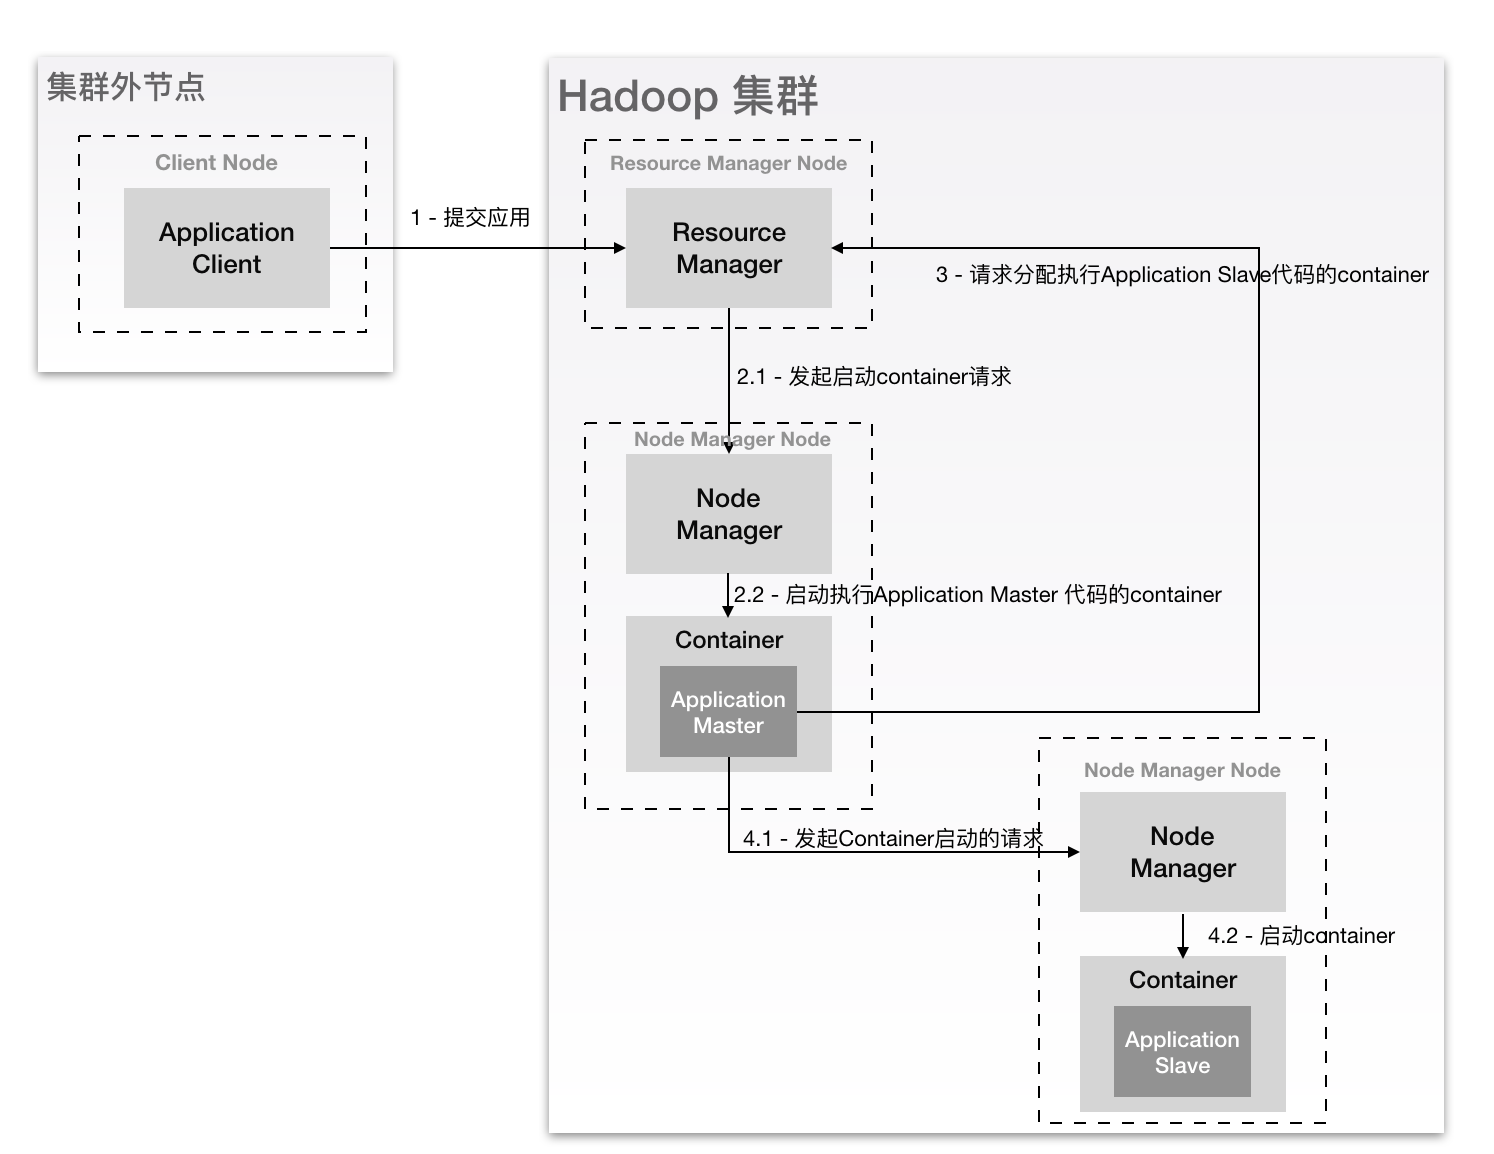 集群外节点
Client Node
Application
Client
1 - 提交应用
Hadoop 集群
Resource Manager Node
Resource
Manager
3 - 请求分配执行Application Slave代码的container
2.1 - 发起启动container请求
Node Manager Node
Node
Manager
2.2 - 启动执行Application Master 代码的container
Container
Application
Master
4.1 - 发起Container启动的请求
Node Manager Node
Node
Manager
4.2 - 启动container
Container
Application
Slave